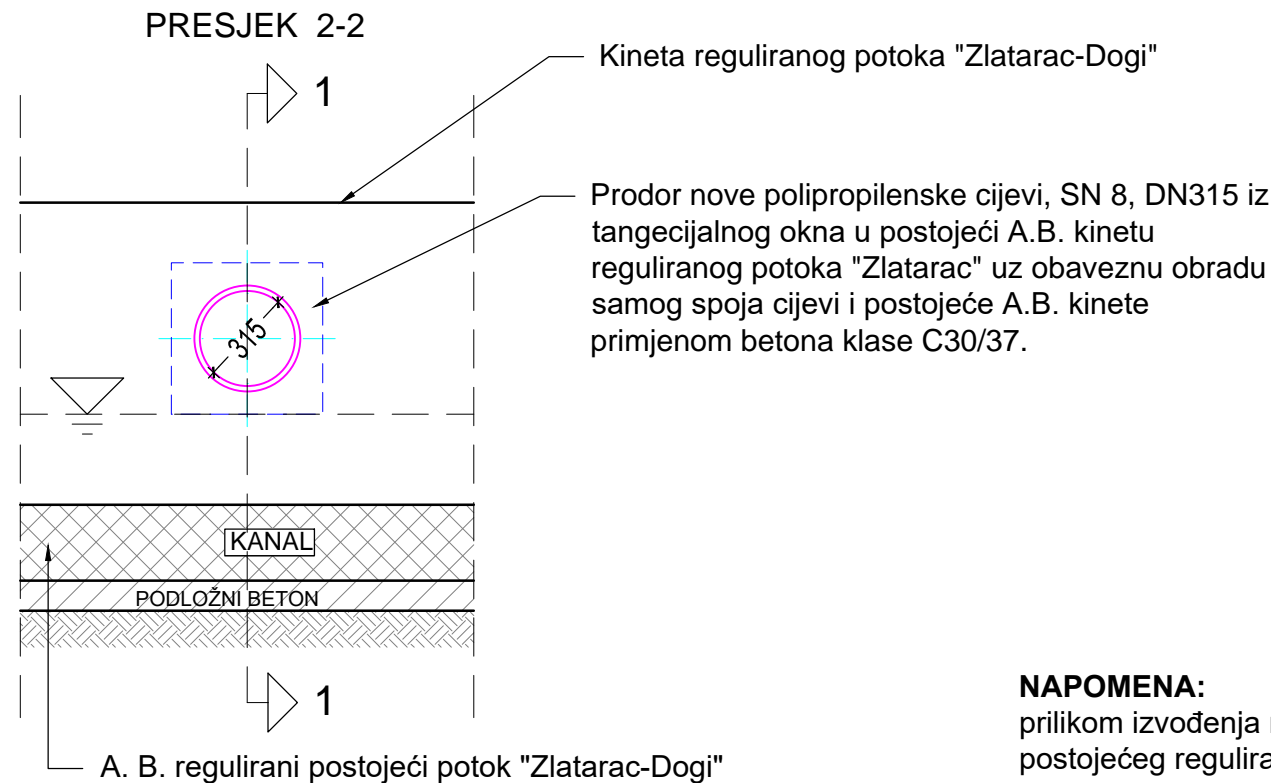 PRESJEK 2-2
1
Kineta reguliranog potoka "Zlatarac-Dogi"
Prodor nove polipropilenske cijevi, SN 8, DN315 iz
tangecijalnog okna u postojeći A.B. kinetu
reguliranog potoka "Zlatarac" uz obaveznu obradu
samog spoja cijevi i postojeće A.B. kinete
primjenom betona klase C30/37.
315
KANAL
PODLOŽNI BETON
1
A. B. regulirani postojeći potok "Zlatarac-Dogi"
NAPOMENA:
prilikom izvođenja
postojećeg regulira